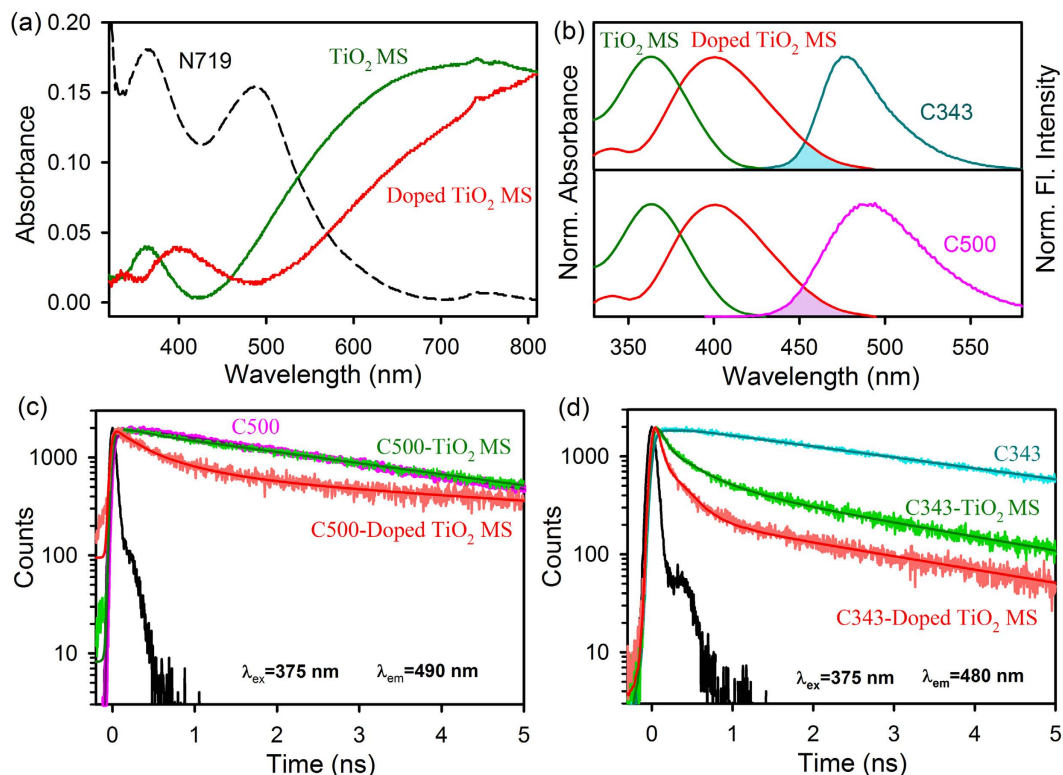 (a)
0.20
0.15
0.10
0.05
0.00
Absorbance
N719
TiO₂ MS
Doped TiO₂ MS
400 500 600 700 800
Wavelength (nm)
(b)
TiO₂ MS
Doped TiO₂ MS
C343
C500
Norm. Absorbance
Norm. Fl. Intensity
350 400 450 500 550
Wavelength (nm)
(c)
1000
100
10
Counts
C500
C500-TiO₂ MS
C500-Doped TiO₂ MS
λex=375 nm λem=490 nm
0 1 2 3 4 5
Time (ns)
(d)
1000
100
10
Counts
C343
C343-TiO₂ MS
C343-Doped TiO₂ MS
λex=375 nm λem=480 nm
0 1 2 3 4 5
Time (ns)